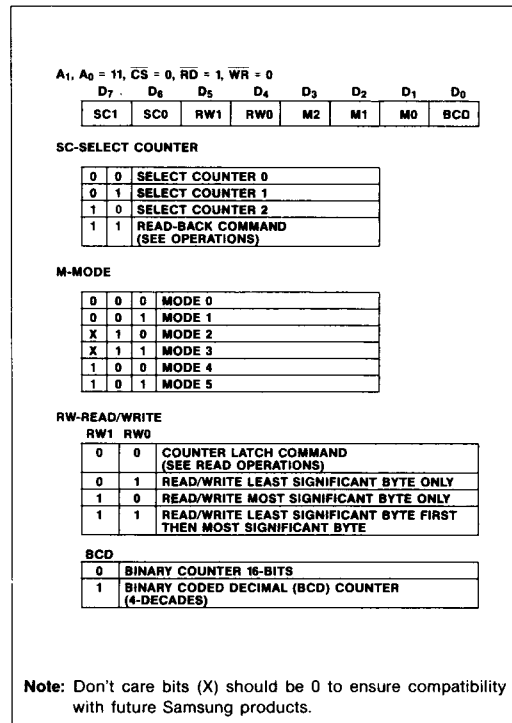 A1, A0 = 11, CS = 0, RD = 1, WR = 0
D7 D6 D5 D4 D3 D2 D1 D0
SC1 SC0 RW1 RW0 M2 M1 M0 BCD
SC-SELECT COUNTER
0 0 SELECT COUNTER 0
0 1 SELECT COUNTER 1
1 0 SELECT COUNTER 2
1 1 READ-BACK COMMAND
(SEE OPERATIONS)
M-MODE
0 0 0 MODE 0
0 0 1 MODE 1
X 1 0 MODE 2
X 1 1 MODE 3
1 0 0 MODE 4
1 0 1 MODE 5
RW-READ/WRITE
RW1 RW0
0 0 COUNTER LATCH COMMAND
(SEE READ OPERATIONS)
0 1 READ/WRITE LEAST SIGNIFICANT BYTE ONLY
1 0 READ/WRITE MOST SIGNIFICANT BYTE ONLY
1 1 READ/WRITE LEAST SIGNIFICANT BYTE FIRST
THEN MOST SIGNIFICANT BYTE
BCD
0 BINARY COUNTER 16-BITS
1 BINARY CODED DECIMAL (BCD) COUNTER
(4-DECADES)
Note: Don't care bits (X) should be 0 to ensure compatibility
with future Samsung products.